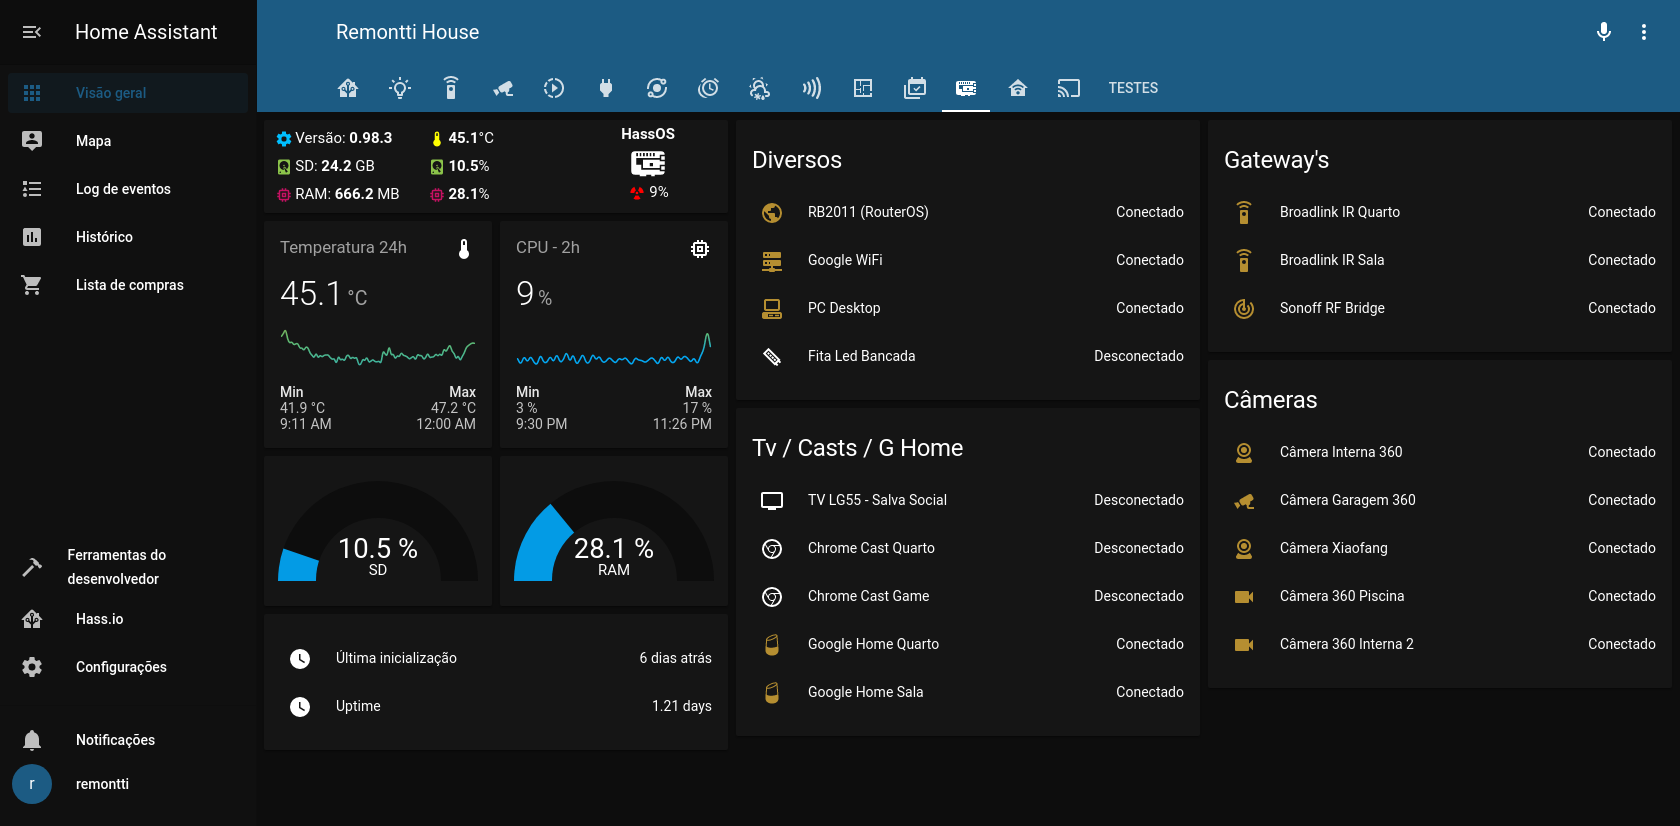 Home Assistant
Visão geral
Mapa
Log de eventos
Histórico
Lista de compras
Ferramentas do
desenvolvedor
Hass.io
Configurações
Notificações
r
remontti
Remontti House
TESTES
Versão: 0.98.3
45.1°C
SD: 24.2 GB
10.5%
RAM: 666.2 MB
28.1%
HassOS
9%
Temperatura 24h
45.1 °C
Min
Max
41.9 °C
47.2 °C
9:11 AM
12:00 AM
CPU - 2h
9 %
Min
Max
3 %
17 %
9:30 PM
11:26 PM
10.5 %
SD
28.1 %
RAM
Última inicialização
6 dias atrás
Uptime
1.21 days
Diversos
RB2011 (RouterOS)
Conectado
Google WiFi
Conectado
PC Desktop
Conectado
Fita Led Bancada
Desconectado
Tv / Casts / G Home
TV LG55 - Salva Social
Desconectado
Chrome Cast Quarto
Desconectado
Chrome Cast Game
Desconectado
Google Home Quarto
Conectado
Google Home Sala
Conectado
Gateway's
Broadlink IR Quarto
Conectado
Broadlink IR Sala
Conectado
Sonoff RF Bridge
Conectado
Câmeras
Câmera Interna 360
Conectado
Câmera Garagem 360
Conectado
Câmera Xiaofang
Conectado
Câmera 360 Piscina
Conectado
Câmera 360 Interna 2
Conectado